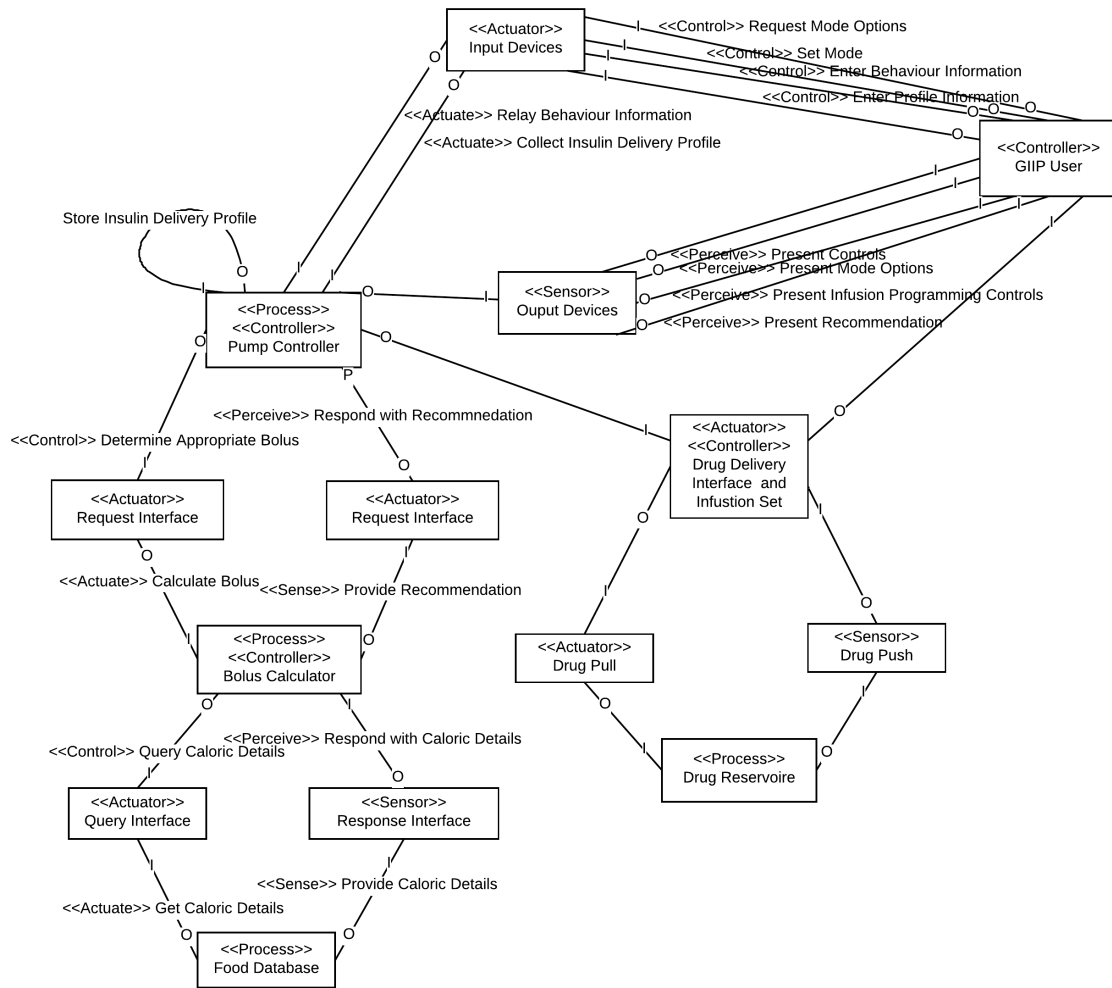 <<Actuator>>
Input Devices
I <<Control>> Request Mode Options
I <<Control>> Set Mode
I <<Control>> Enter Behaviour Information
I <<Control>> Enter Profile Information
O
O
O O O
O
<<Actuate>> Relay Behaviour Information
<<Actuate>> Collect Insulin Delivery Profile
<<Controller>>
GIIP User
I
I
I I
I
Store Insulin Delivery Profile
O
I
I I
O
I
O <<Perceive>> Present Controls
O <<Perceive>> Present Mode Options
O <<Perceive>> Present Infusion Programming Controls
O <<Perceive>> Present Recommendation
<<Sensor>>
Ouput Devices
<<Process>>
<<Controller>>
Pump Controller
O
O
P
<<Perceive>> Respond with Recommnedation
<<Control>> Determine Appropriate Bolus
I
O
I
O
<<Actuator>>
<<Controller>>
Drug Delivery
Interface and
Infustion Set
<<Actuator>>
Request Interface
<<Actuator>>
Request Interface
O
I
O
I
<<Actuate>> Calculate Bolus
<<Sense>> Provide Recommendation
I
O
I
O
<<Process>>
<<Controller>>
Bolus Calculator
<<Actuator>>
Drug Pull
<<Sensor>>
Drug Push
O
I
O
I
<<Control>> Query Caloric Details
<<Perceive>> Respond with Caloric Details
I
O
I
O
<<Process>>
Drug Reservoire
<<Actuator>>
Query Interface
<<Sensor>>
Response Interface
I
I
<<Sense>> Provide Caloric Details
<<Actuate>> Get Caloric Details
O
O
<<Process>>
Food Database